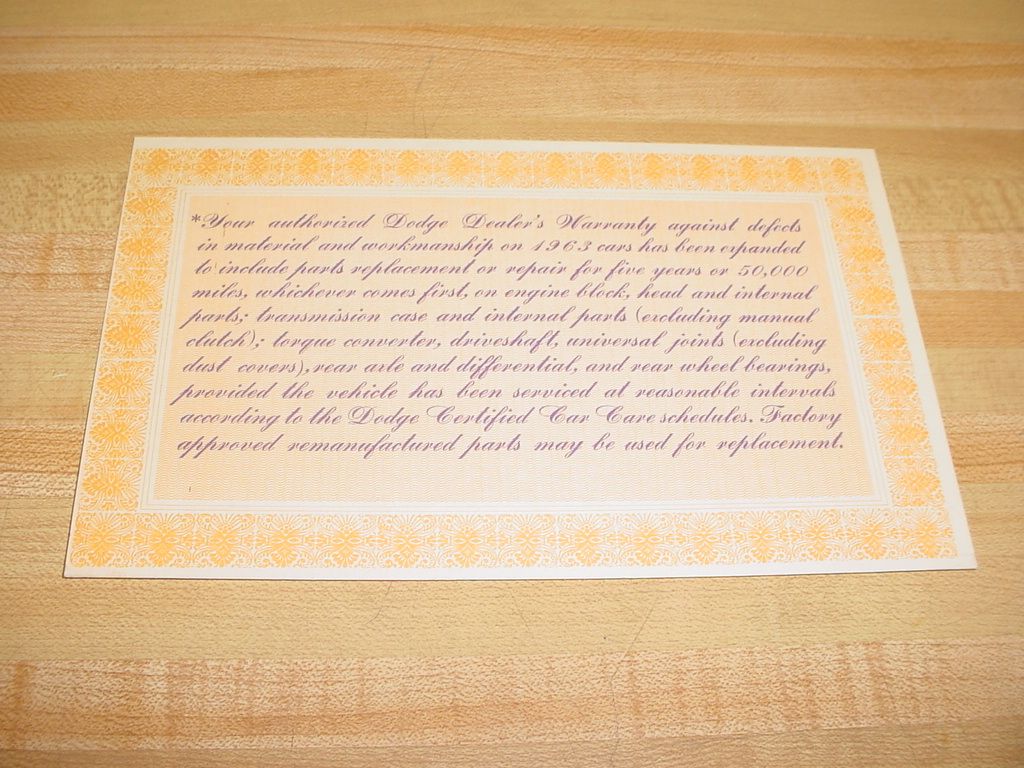 *Your authorized Dodge Dealer's Warranty against defects
in material and workmanship on 1963 cars has been expanded
to include parts replacement or repair for five years or 50,000
miles, whichever comes first, on engine block, head and internal
parts; transmission case and internal parts (excluding manual
clutch); torque converter, driveshaft, universal joints (excluding
dust covers), rear axle and differential, and rear wheel bearings,
provided the vehicle has been serviced at reasonable intervals
according to the Dodge Certified Car Care schedules. Factory
approved remanufactured parts may be used for replacement.